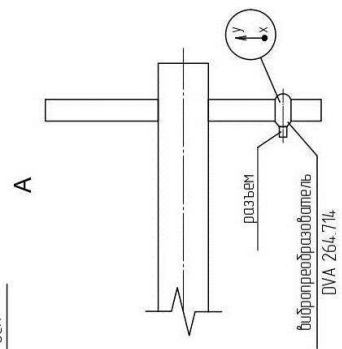 А
y
x
разъем
вибропреобразователь
DVA 264.714